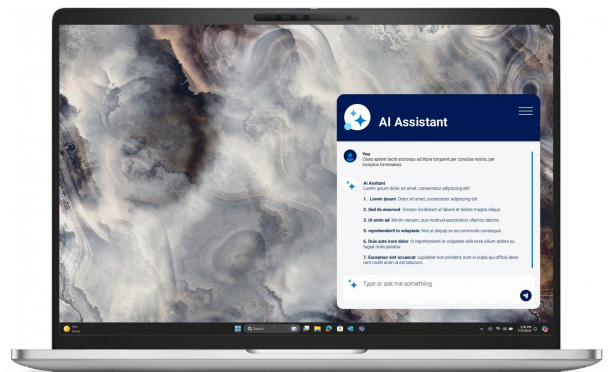 AI Assistant
You
Class aptent taciti sociosqu ad litora torquent per conubia nostra, per
inceptos himenaeos.
AI Assitant
Lorem ipsum dolor sit amet, consectetur adipiscing elit!
1. Lorem ipsum: Dolor sit amet, consectetur adipiscing elit.
2. Sed do eiusmod: Tempor incididunt ut labore et dolore magna aliqua.
3. Ut enim ad: Minim veniam, quis nostrud exercitation ullamco laboris.
5. reprehenderit in voluptate: Nisi ut aliquip ex ea commodo consequat.
6. Duis aute irure dolor: In reprehenderit in voluptate velit esse cillum dolore eu
fugiat nulla pariatur.
7. Excepteur sint occaecat: cupidatat non proident, sunt in culpa qui officia dese-
runt mollit anim id est laborum.
Type or ask me something
Sunny
Search